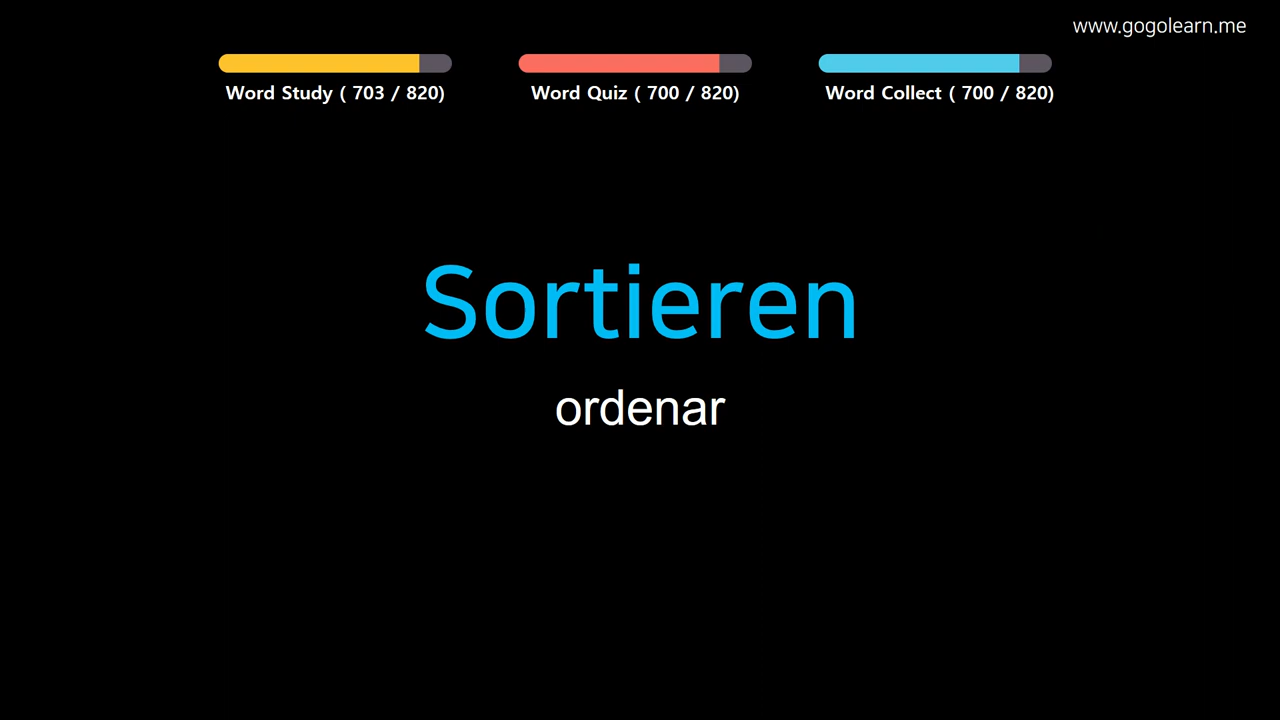 www.gogolearn.me
Word Study ( 703 / 820)
Word Quiz ( 700 / 820)
Word Collect ( 700 / 820)
Sortieren
ordenar